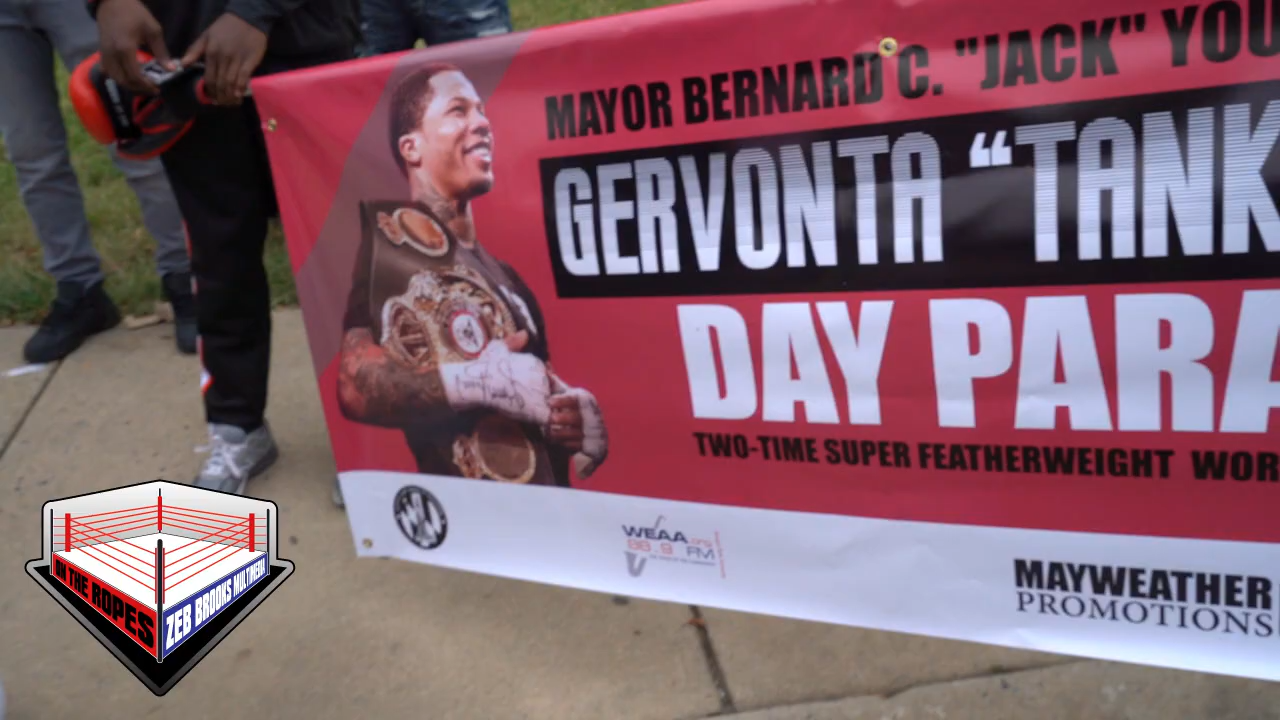 MAYOR BERNARD C. "JACK" YOU
GERVONTA “TANK
DAY PARA
TWO-TIME SUPER FEATHERWEIGHT WOR
WEAA.org
88.9 FM
MAYWEATHER
PROMOTIONS
ON THE ROPES
ZEB BROOKS MULTIMEDIA